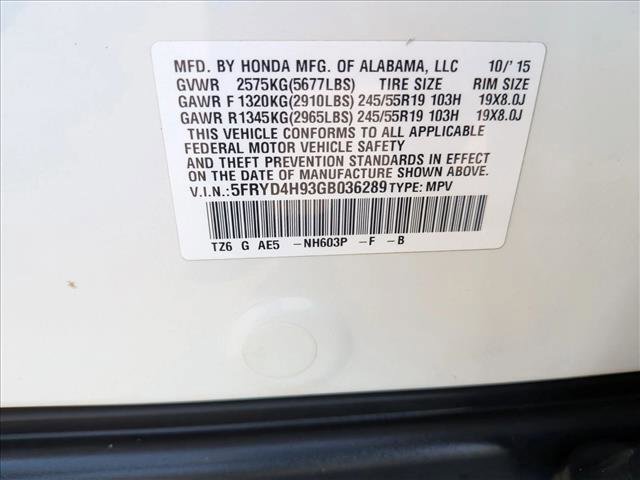 MFD. BY HONDA MFG. OF ALABAMA, LLC 10/'15
GVWR 2575KG(5677LBS) TIRE SIZE RIM SIZE
GAWR F 1320KG(2910LBS) 245/55R19 103H 19X8.0J
GAWR R1345KG(2965LBS) 245/55R19 103H 19X8.0J
THIS VEHICLE CONFORMS TO ALL APPLICABLE
FEDERAL MOTOR VEHICLE SAFETY
AND THEFT PREVENTION STANDARDS IN EFFECT
ON THE DATE OF MANUFACTURE SHOWN ABOVE.
V.I.N.:5FRYD4H93GB036289 TYPE: MPV
TZ6 G AE5 -NH603P -F -B